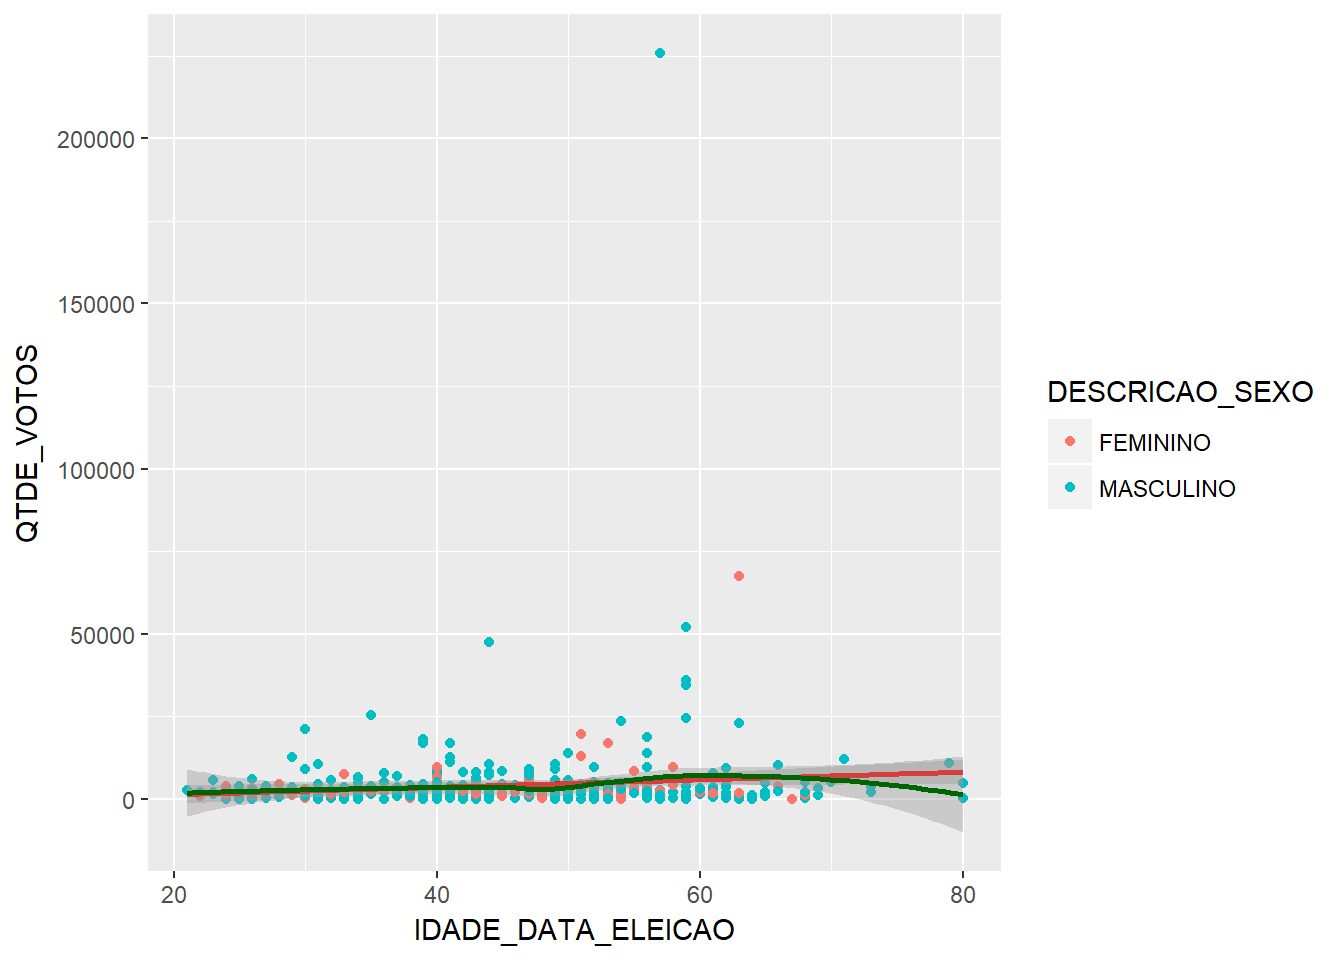 QTDE_VOTOS
200000
150000
100000
50000
0
20
40
60
80
IDADE_DATA_ELEICAO
DESCRICAO_SEXO
FEMININO
MASCULINO